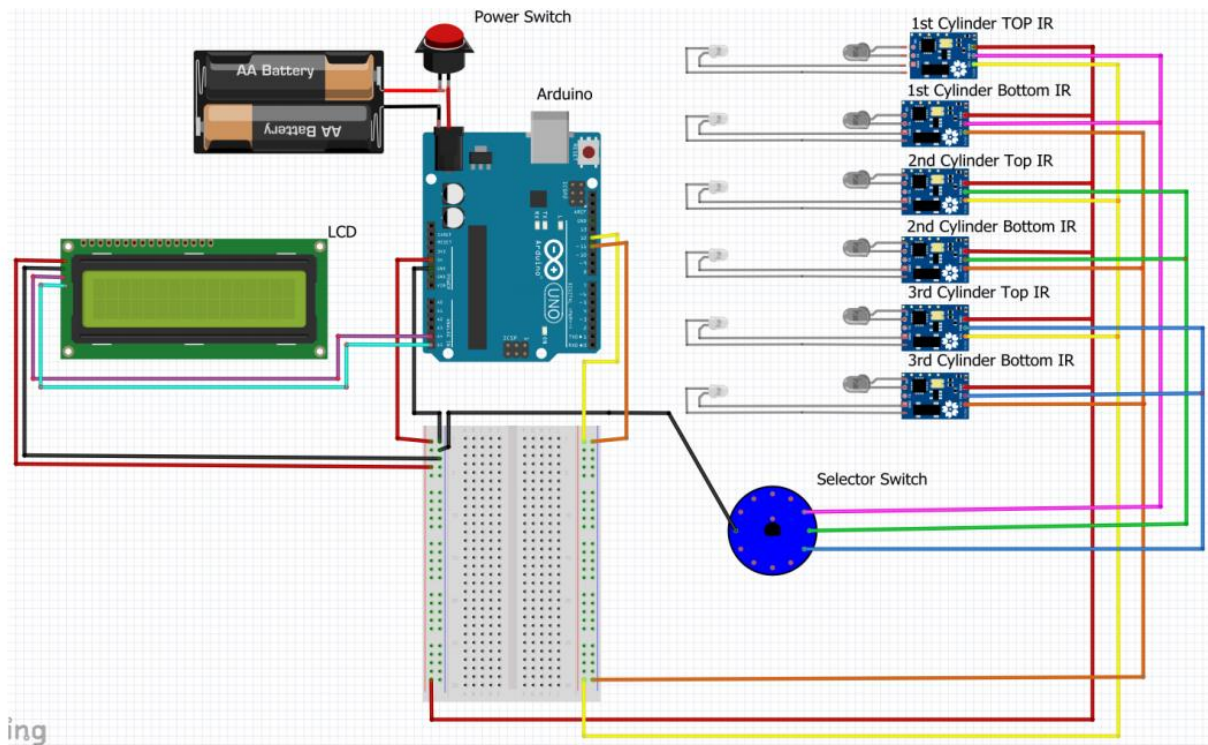 Power Switch
AA Battery
AA Battery
Arduino
LCD
UNO
1st Cylinder TOP IR
1st Cylinder Bottom IR
2nd Cylinder Top IR
2nd Cylinder Bottom IR
3rd Cylinder Top IR
3rd Cylinder Bottom IR
Selector Switch
ing